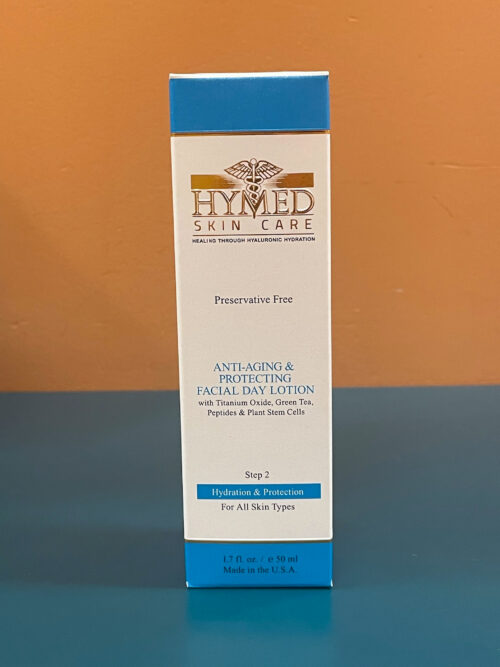 HYMED
SKIN CARE
HEALING THROUGH HYALURONIC HYDRATION
Preservative Free
ANTI-AGING &
PROTECTING
FACIAL DAY LOTION
with Titanium Oxide, Green Tea,
Peptides & Plant Stem Cells
Step 2
Hydration & Protection
For All Skin Types
1.7 fl. oz. / ℮ 50 ml
Made in the U.S.A.